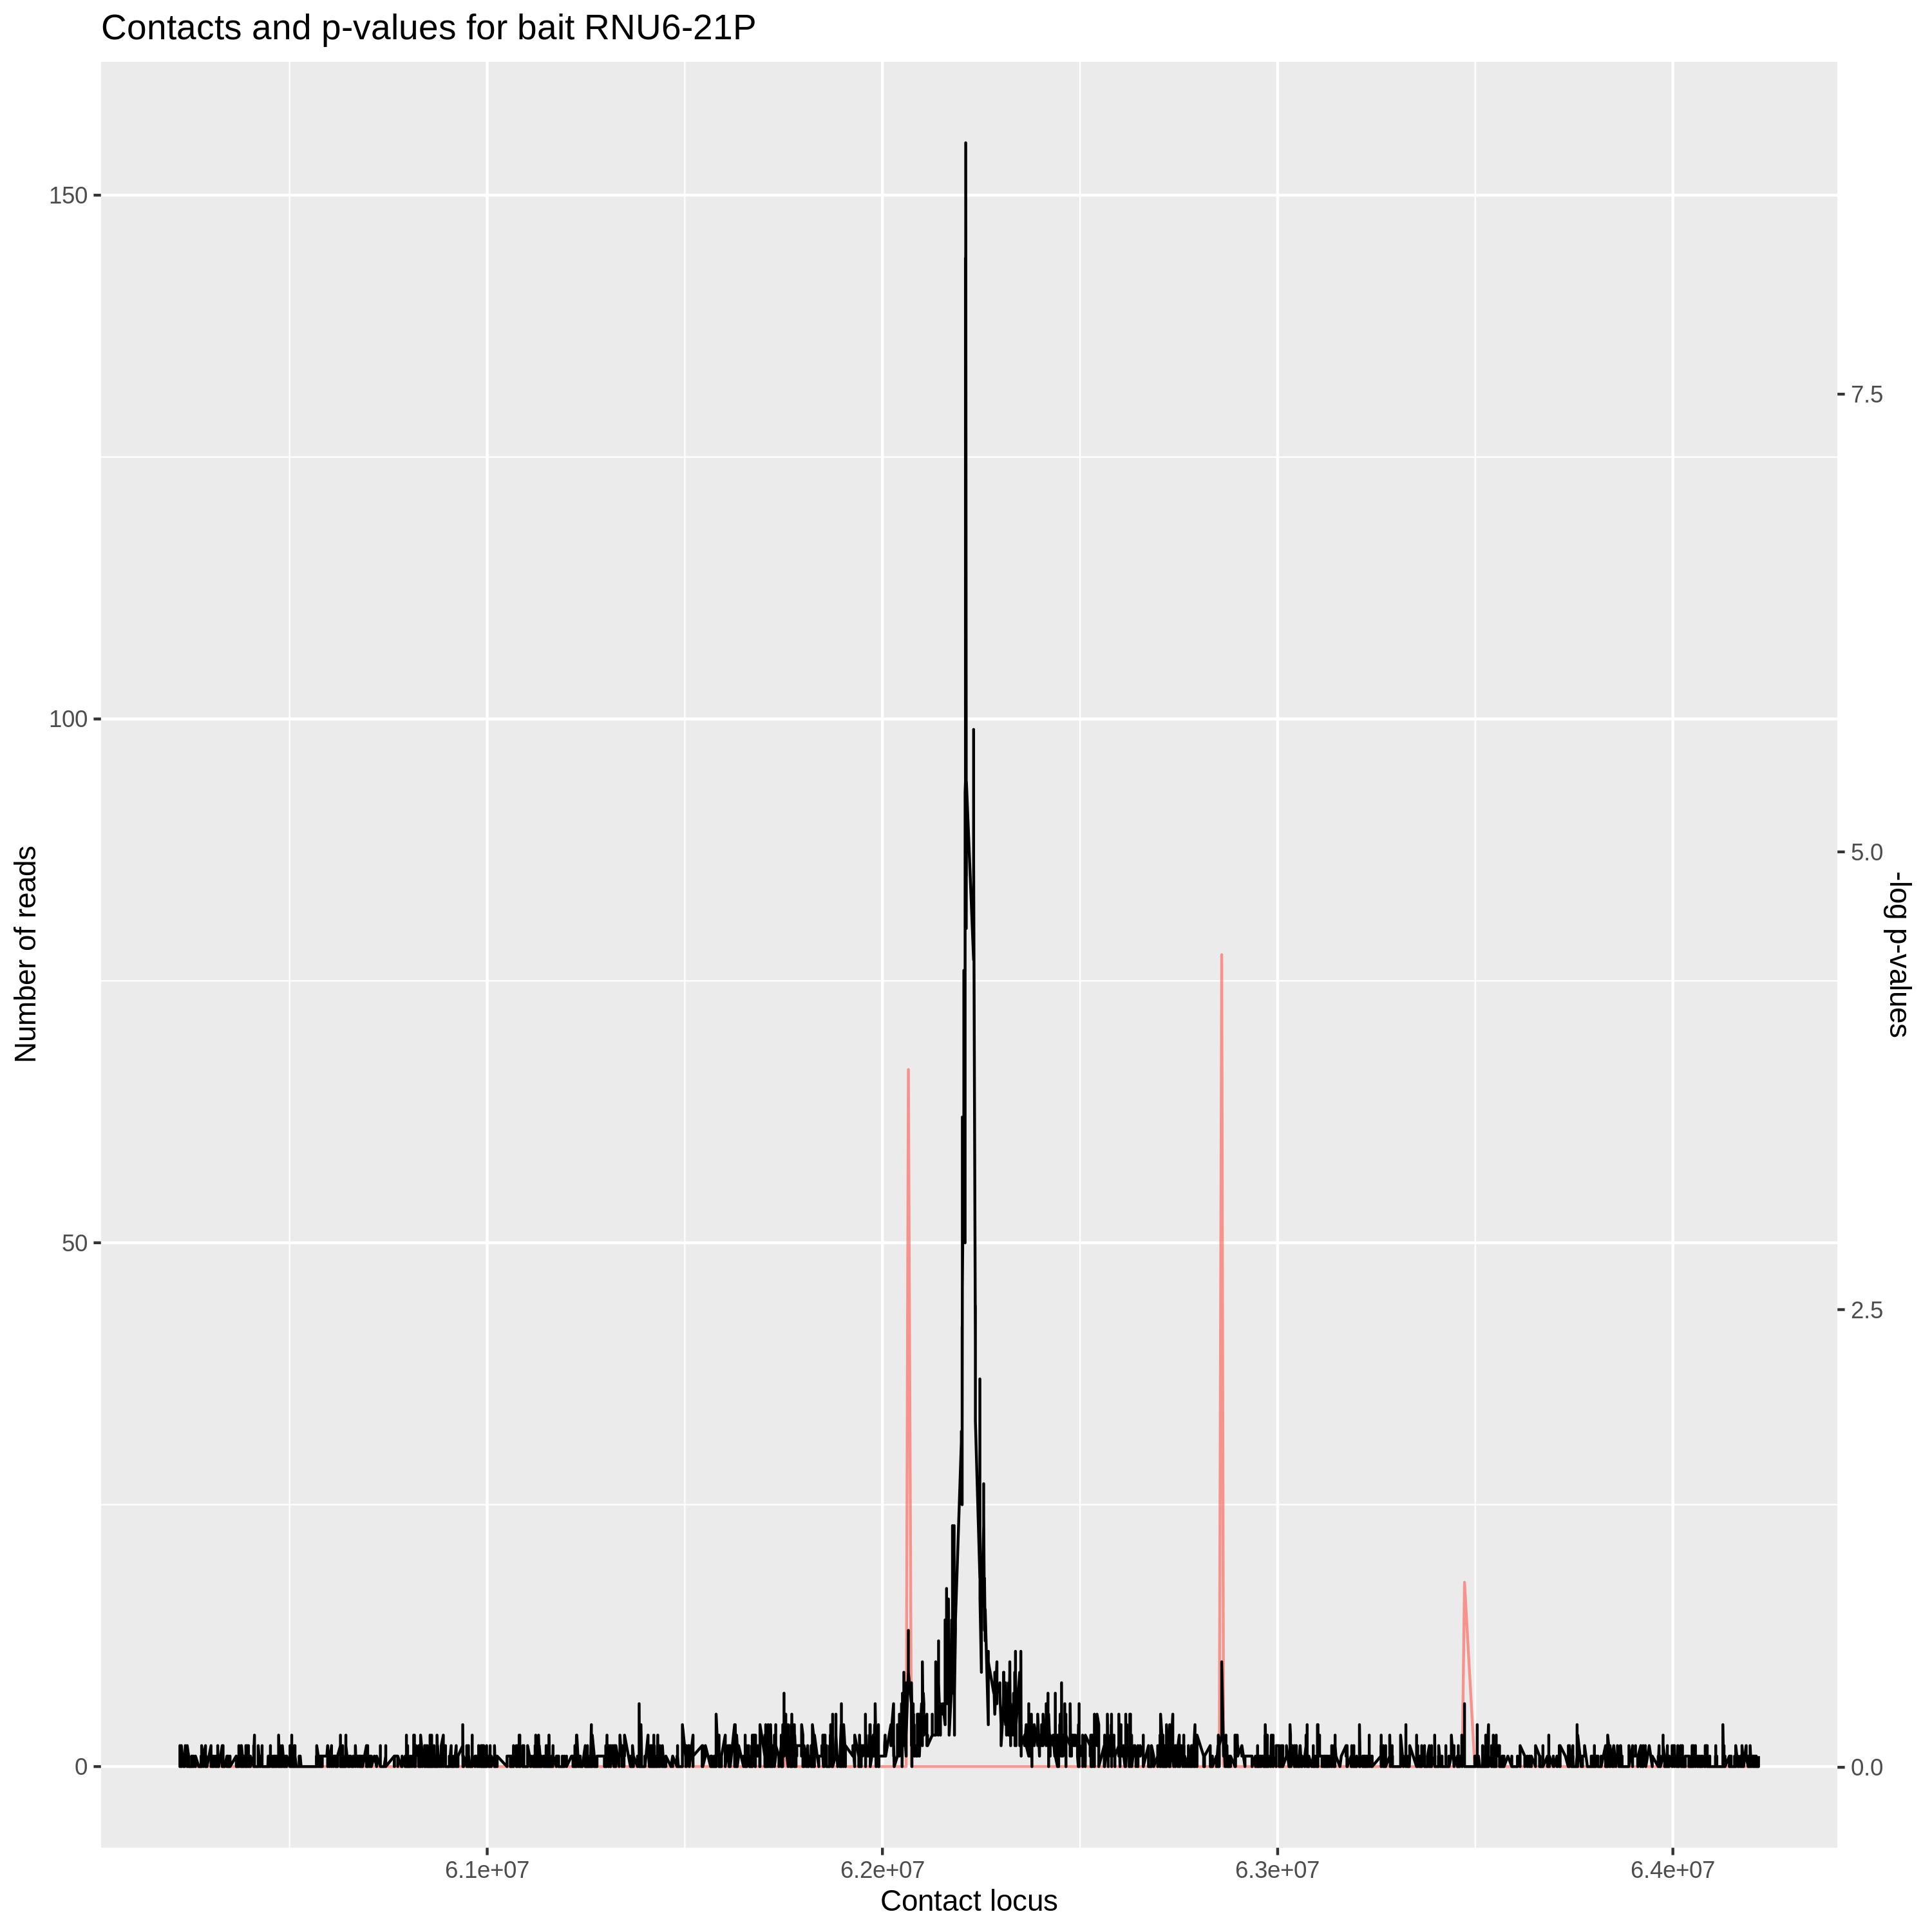 Contacts and p-values for bait RNU6-21P
150
100
50
0
Number of reads
7.5
5.0
2.5
0.0
-log p-values
6.1e+07
6.2e+07
6.3e+07
6.4e+07
Contact locus